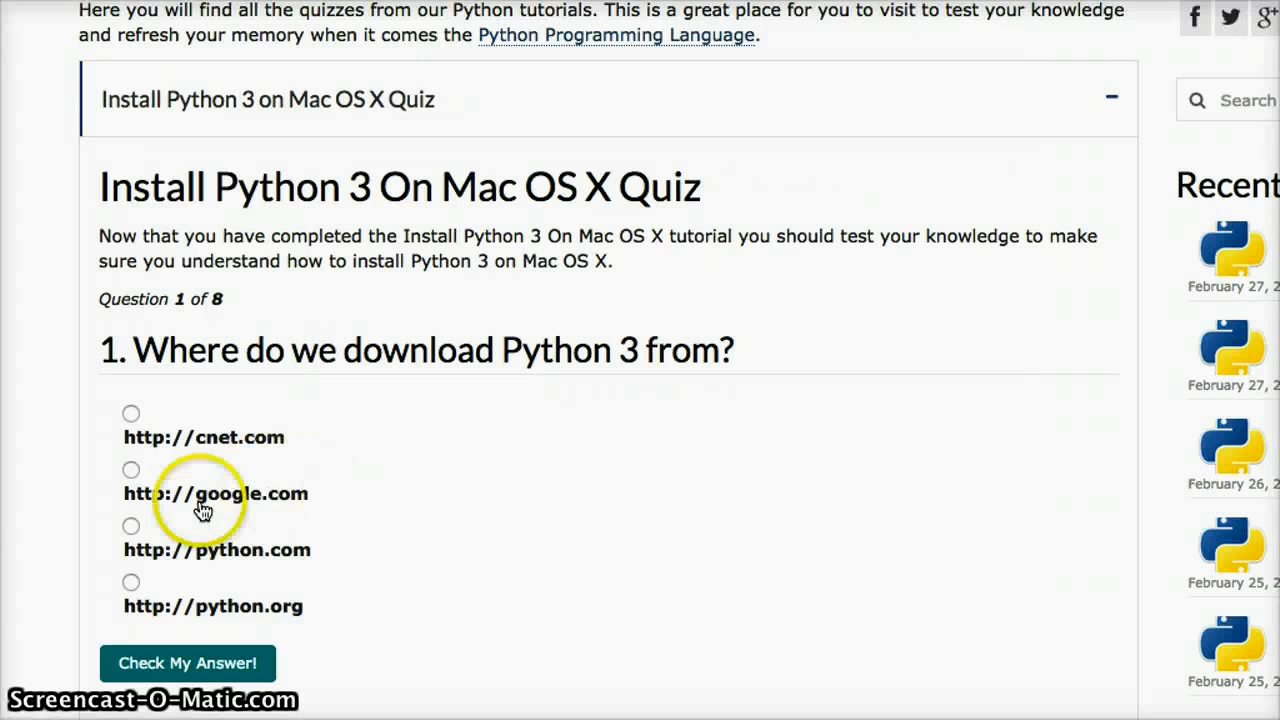 Here you will find all the quizzes from our Python tutorials. This is a great place for you to visit to test your knowledge
and refresh your memory when it comes the Python Programming Language.
Install Python 3 on Mac OS X Quiz
Install Python 3 On Mac OS X Quiz
Now that you have completed the Install Python 3 On Mac OS X tutorial you should test your knowledge to make
sure you understand how to install Python 3 on Mac OS X.
Question 1 of 8
1. Where do we download Python 3 from?
http://cnet.com
http://google.com
http://python.com
http://python.org
Check My Answer!
Search
Recent
February 27, 2
February 27, 2
February 26, 2
February 25, 2
February 25, 2
Screencast-O-Matic.com